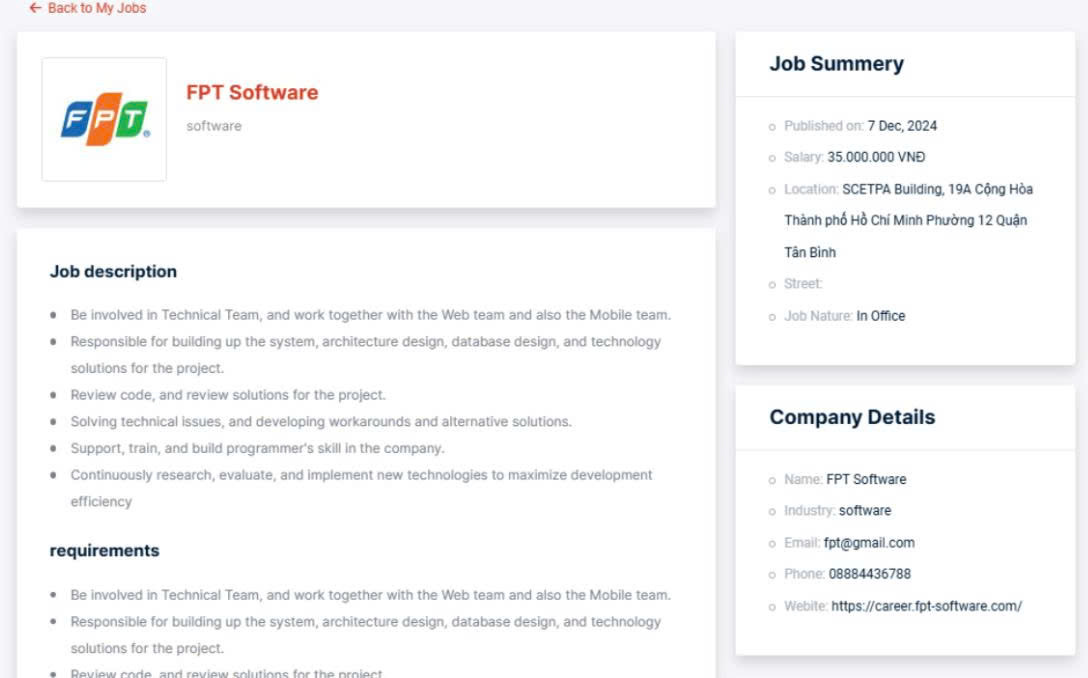 ← Back to My Jobs
FPT®
FPT Software
software
Job description
Be involved in Technical Team, and work together with the Web team and also the Mobile team.
Responsible for building up the system, architecture design, database design, and technology
solutions for the project.
Review code, and review solutions for the project.
Solving technical issues, and developing workarounds and alternative solutions.
Support, train, and build programmer's skill in the company.
Continuously research, evaluate, and implement new technologies to maximize development
efficiency
requirements
Be involved in Technical Team, and work together with the Web team and also the Mobile team.
Responsible for building up the system, architecture design, database design, and technology
solutions for the project.
Review code, and review solutions for the project.
Job Summery
Published on: 7 Dec, 2024
Salary: 35.000.000 VNĐ
Location: SCETPA Building, 19A Cộng Hòa
Thành phố Hồ Chí Minh Phường 12 Quận
Tân Bình
Street:
Job Nature: In Office
Company Details
Name: FPT Software
Industry: software
Email: fpt@gmail.com
Phone: 08884436788
Webite: https://career.fpt-software.com/